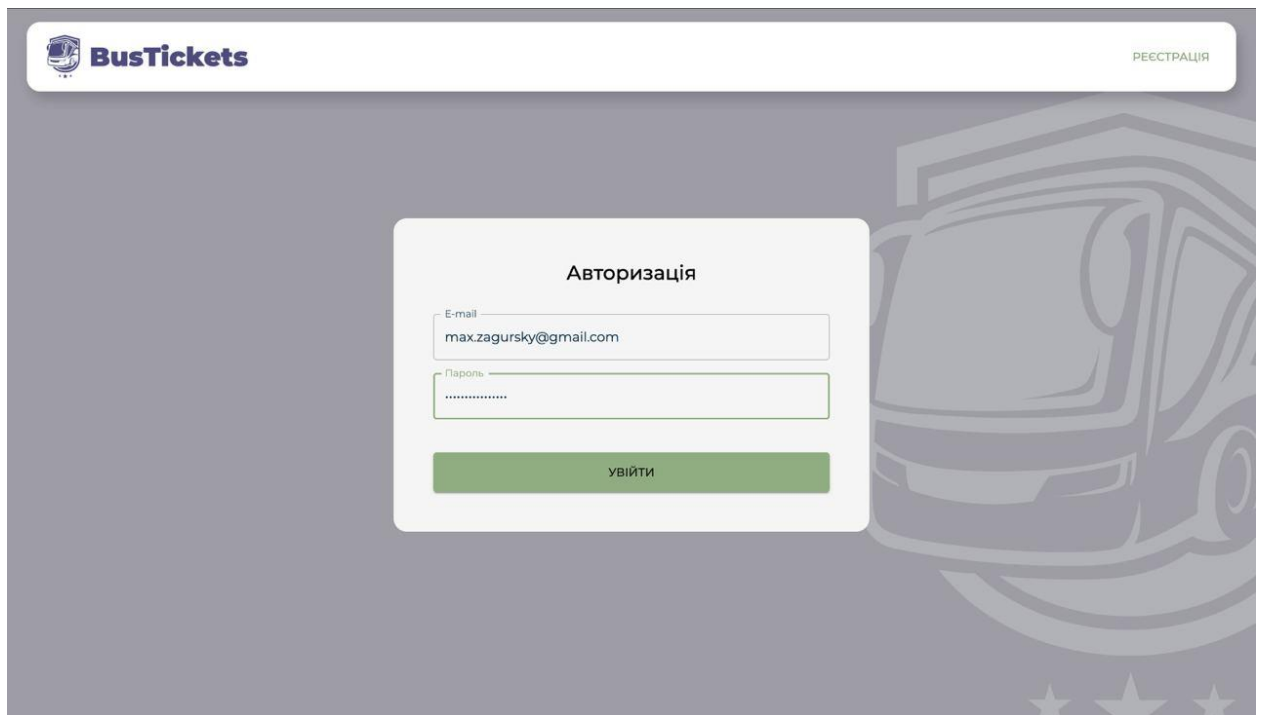 BusTickets
РЕЄСТРАЦІЯ
Авторизація
E-mail
max.zagursky@gmail.com
Пароль
УВІЙТИ